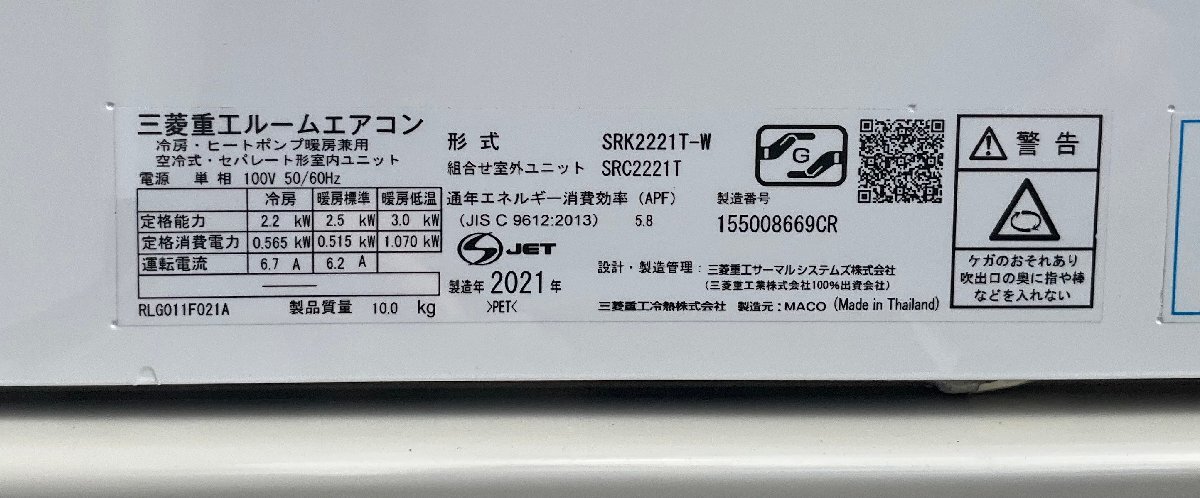 三菱重工ルームエアコン
冷房・ヒートポンプ暖房兼用
空冷式・セパレート形室内ユニット
電源 単相 100V 50/60Hz
冷房 暖房標準 暖房低温
定格能力 2.2 kW 2.5 kW 3.0 kW
定格消費電力 0.565 kW 0.515 kW 1.070 kW
運転電流 6.7 A 6.2 A
RLG011F021A 製品質量 10.0 kg
形式 SRK2221T-W
組合せ室外ユニット SRC2221T
通年エネルギー消費効率 (APF)
(JIS C 9612:2013) 5.8
JET
製造年 2021 年
>PET<
G
製造番号
155008669CR
設計・製造管理：三菱重工サーマルシステムズ株式会社
(三菱重工業株式会社100%出資会社)
三菱重工冷熱株式会社 製造元：MACO (Made in Thailand)
警告
ケガのおそれあり
吹出口の奥に指や棒
などを入れない